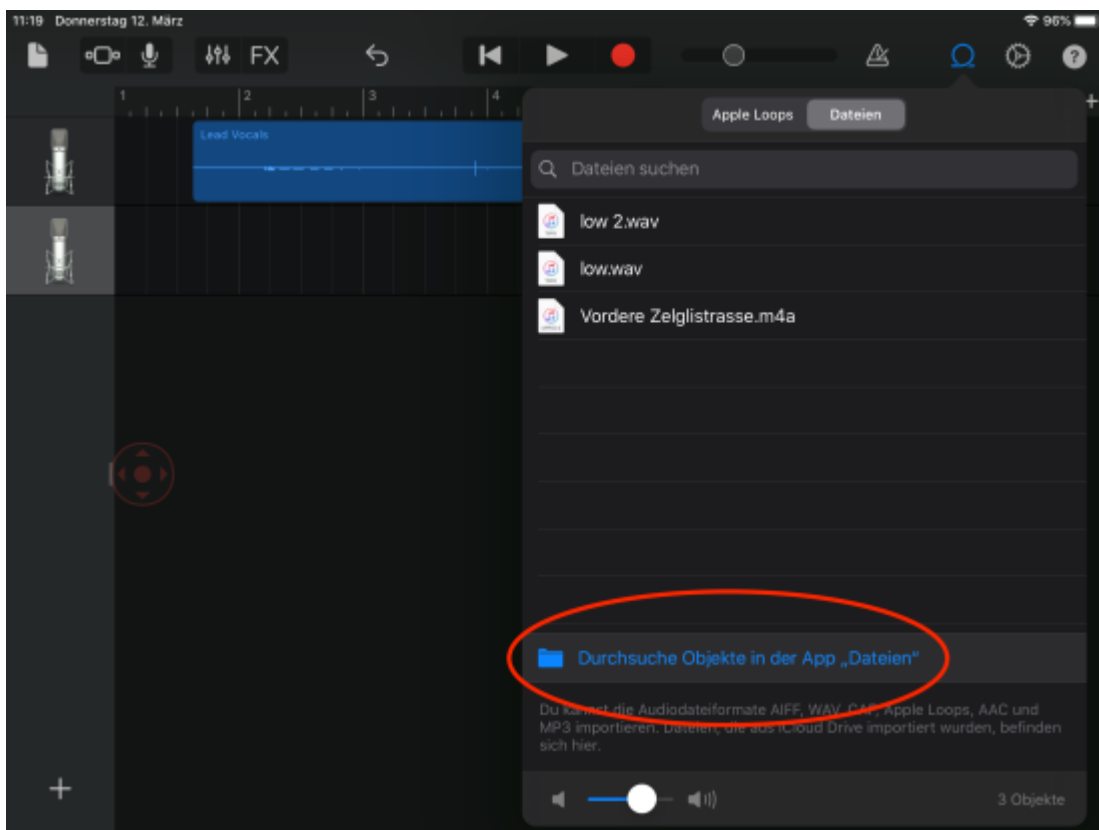 11:19 Donnerstag 12. März
96%
FX
?
1
2
3
4
Apple Loops
Dateien
Lead Vocals
Dateien suchen
low 2.wav
low.wav
Vordere Zelglistrasse.m4a
Durchsuche Objekte in der App „Dateien“
Du kannst die Audiodateiformate AIFF, WAV, CAF, Apple Loops, AAC und
MP3 importieren. Dateien, die aus iCloud Drive importiert wurden, befinden
sich hier.
3 Objekte